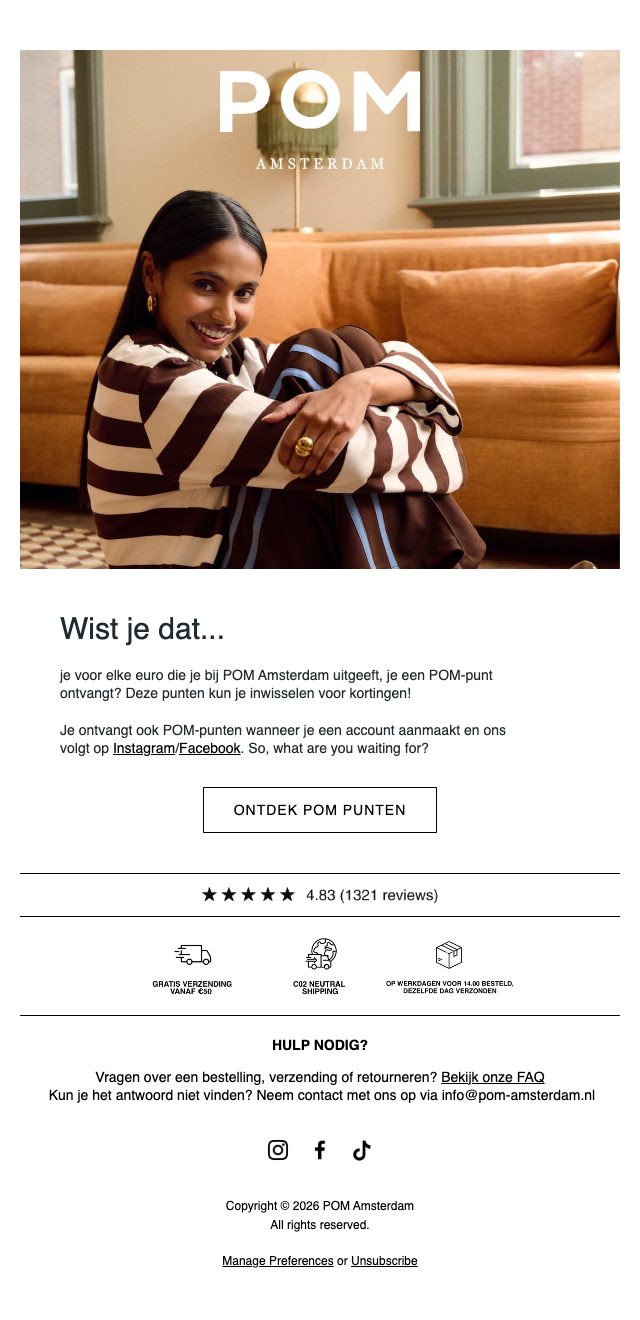 POM
AMSTERDAM
Wist je dat...
je voor elke euro die je bij POM Amsterdam uitgeeft, je een POM-punt
ontvangt? Deze punten kun je inwisselen voor kortingen!
Je ontvangt ook POM-punten wanneer je een account aanmaakt en ons
volgt op Instagram/Facebook. So, what are you waiting for?
ONTDEK POM PUNTEN
★★★★★ 4.83 (1321 reviews)
GRATIS VERZENDING
VANAF €50
C02 NEUTRAL
SHIPPING
OP WERKDAGEN VOOR 14.00 BESTELD,
DEZELFDE DAG VERZONDEN
HULP NODIG?
Vragen over een bestelling, verzending of retourneren? Bekijk onze FAQ
Kun je het antwoord niet vinden? Neem contact met ons op via info@pom-amsterdam.nl
Copyright © 2026 POM Amsterdam
All rights reserved.
Manage Preferences or Unsubscribe